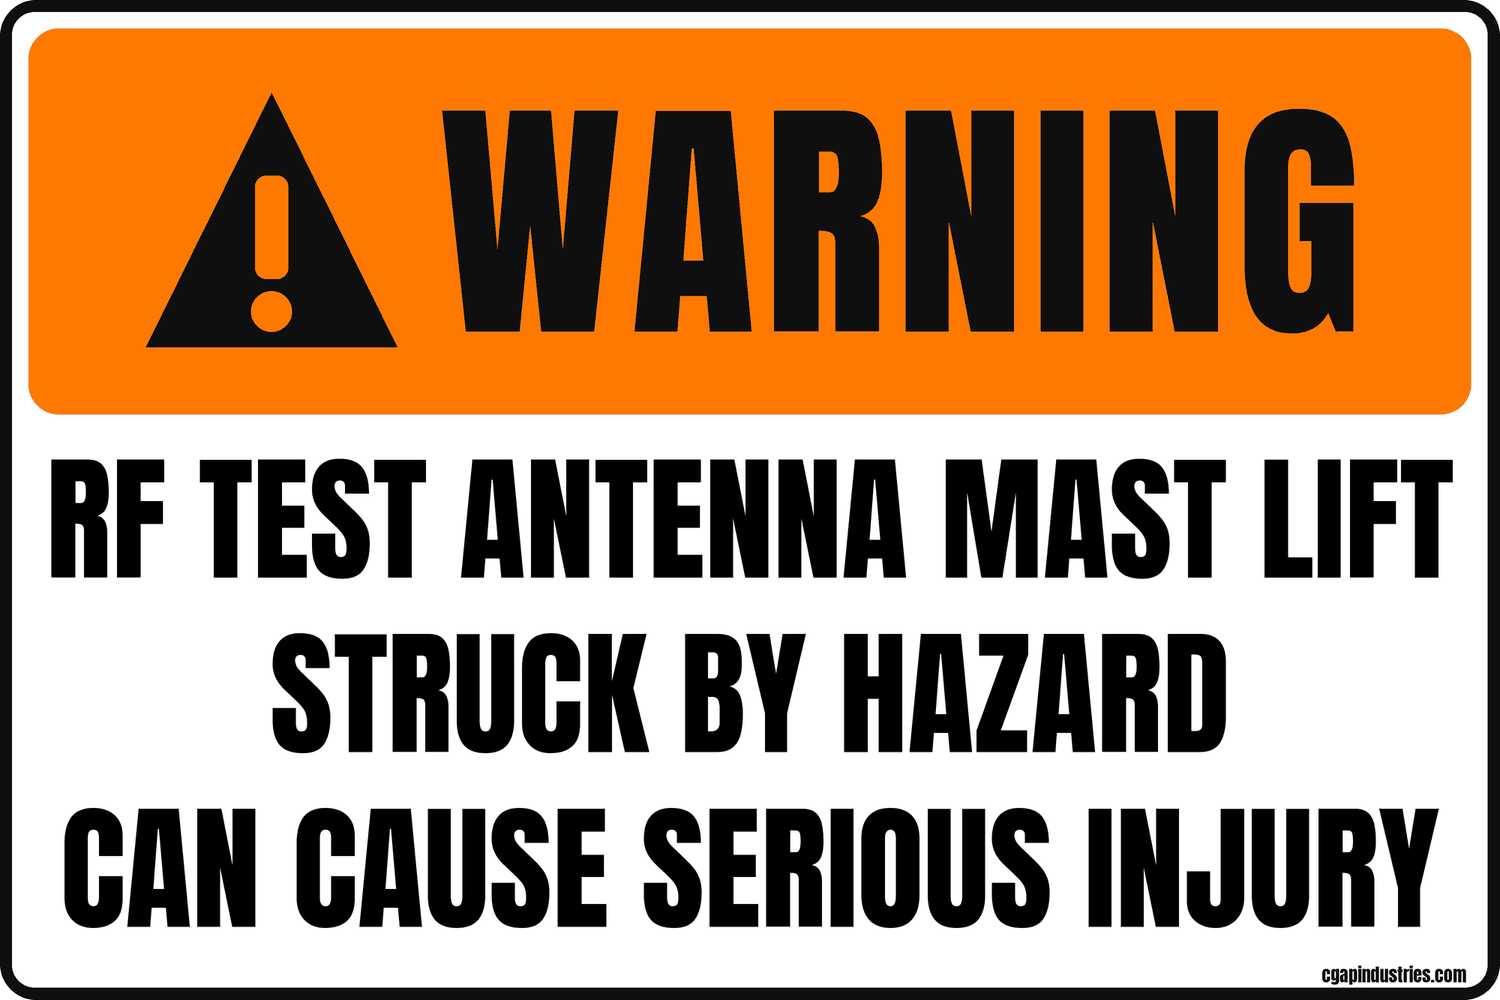 WARNING
RF TEST ANTENNA MAST LIFT
STRUCK BY HAZARD
CAN CAUSE SERIOUS INJURY
cgapindustries.com